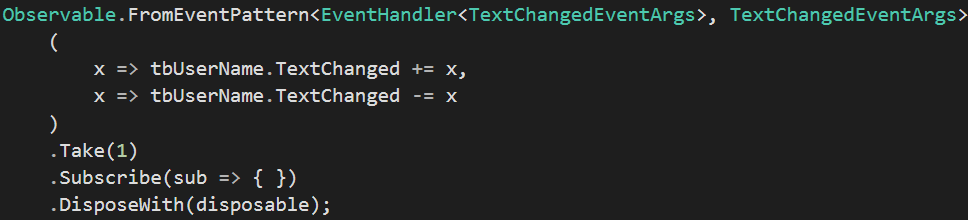 Observable.FromEventPattern<EventHandler<TextChangedEventArgs>, TextChangedEventArgs>
(
x => tbUserName.TextChanged += x,
x => tbUserName.TextChanged -= x
)
.Take(1)
.Subscribe(sub => { })
.DisposeWith(disposable);